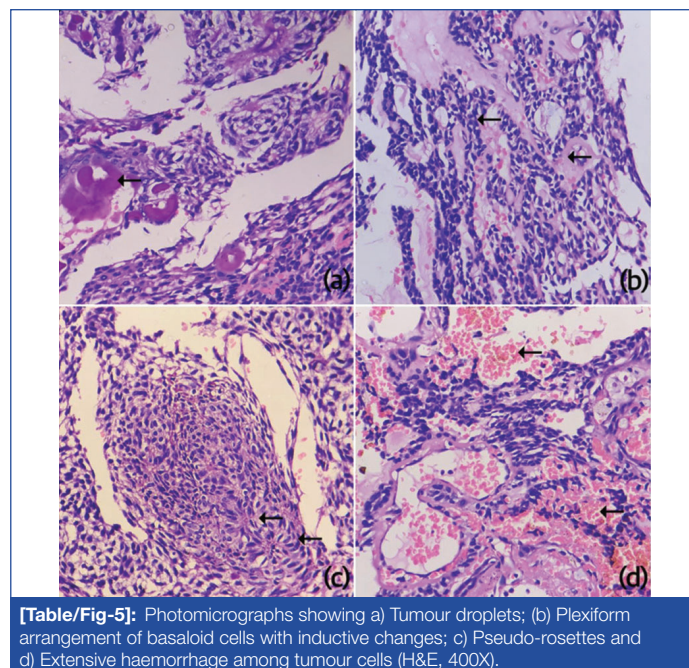 (a)
(b)
(c)
(d)
[Table/Fig-5]: Photomicrographs showing a) Tumour droplets; (b) Plexiform
arrangement of basaloid cells with inductive changes; c) Pseudo-rosettes and
d) Extensive haemorrhage among tumour cells (H&E, 400X).